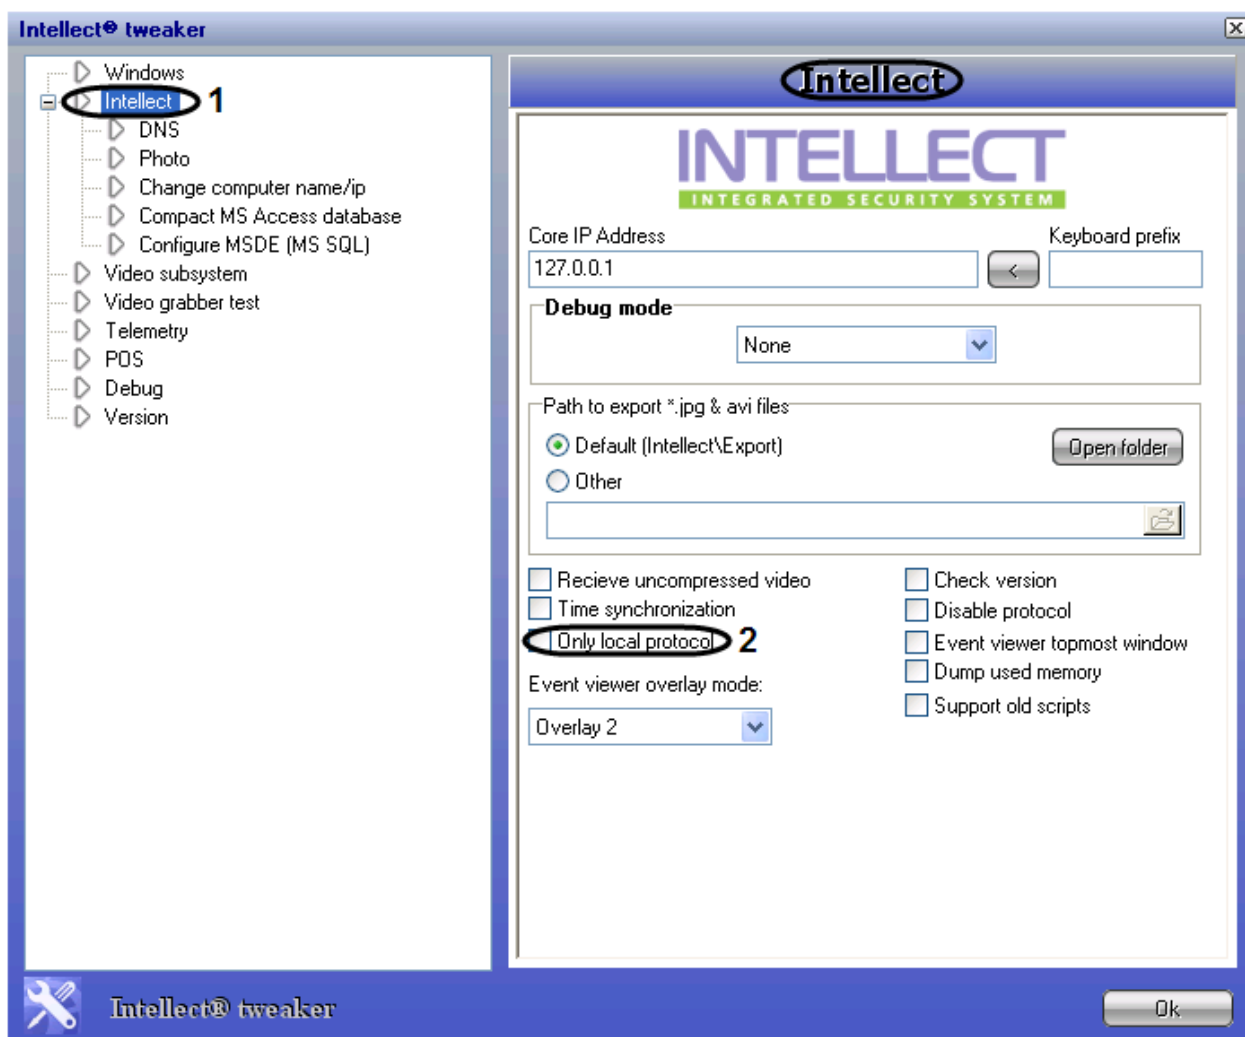 Intellect® tweaker
Windows
Intellect 1
DNS
Photo
Change computer name/ip
Compact MS Access database
Configure MSDE (MS SQL)
Video subsystem
Video grabber test
Telemetry
POS
Debug
Version
Intellect
INTELLECT
INTEGRATED SECURITY SYSTEM
Core IP Address
Keyboard prefix
127.0.0.1
<
Debug mode
None
Path to export *.jpg & avi files
Default (Intellect\Export)
Open folder
Other
Recieve uncompressed video
Time synchronization
Only local protocol 2
Event viewer overlay mode:
Overlay 2
Check version
Disable protocol
Event viewer topmost window
Dump used memory
Support old scripts
Intellect® tweaker
Ok